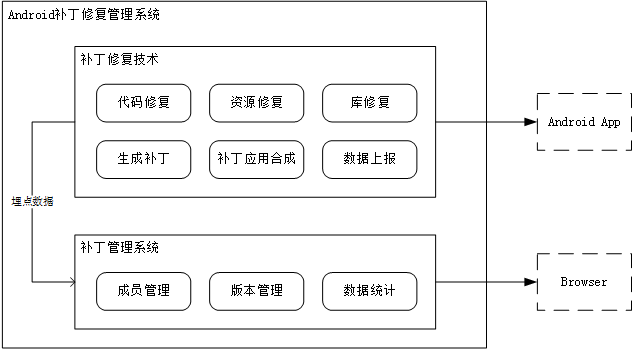 Android补丁修复管理系统
补丁修复技术
代码修复
资源修复
库修复
Android App
生成补丁
补丁应用合成
数据上报
埋点数据
补丁管理系统
成员管理
版本管理
数据统计
Browser